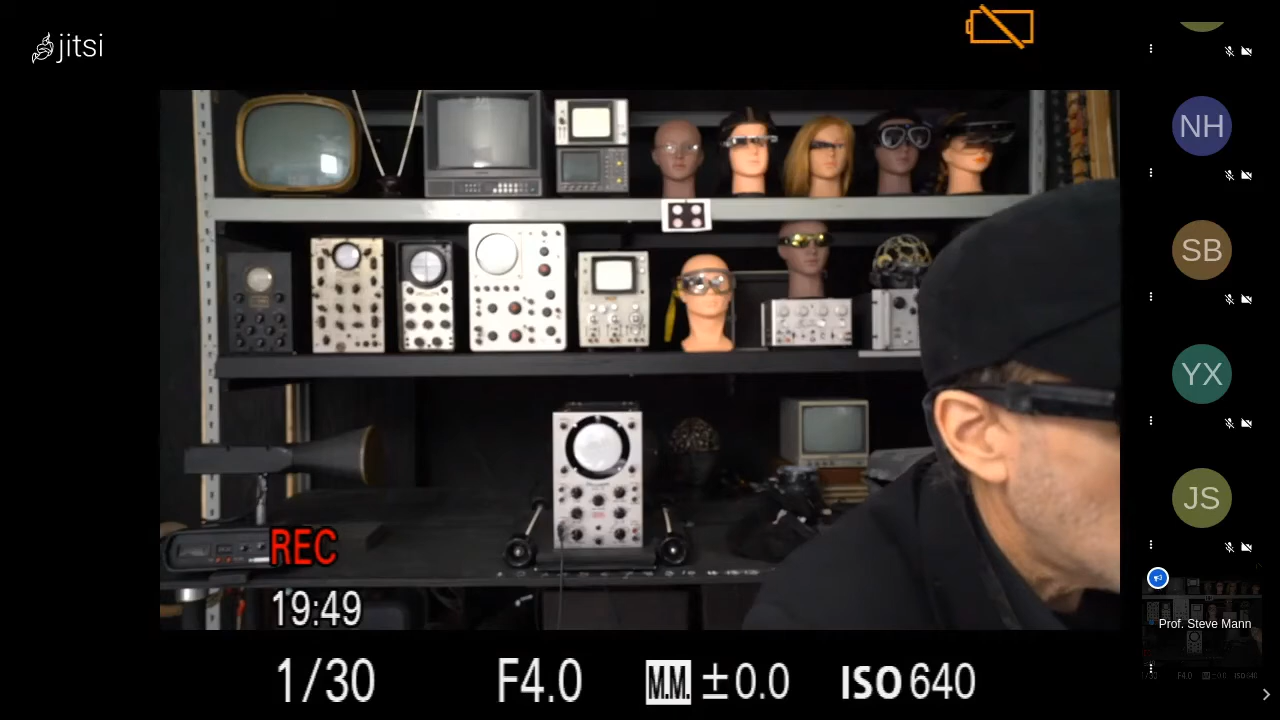 jitsi
NH
SB
YX
JS
Prof. Steve Mann
REC
19:49
1/30 F4.0 M.M. ±0.0 ISO 640